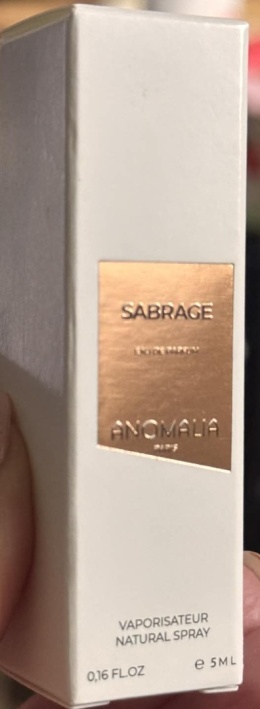 SABRAGE
EAU DE PARFUM
ANOMALIA
PARIS
VAPORISATEUR
NATURAL SPRAY
0,16 FL.OZ
e 5ML